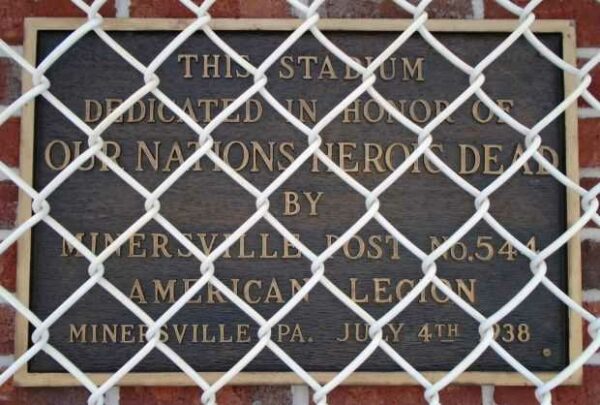 THIS STADIUM
DEDICATED IN HONOR OF
OUR NATIONS HEROIC DEAD
BY
MINERSVILLE POST NO.544
AMERICAN LEGION
MINERSVILLE PA. JULY 4TH 1938